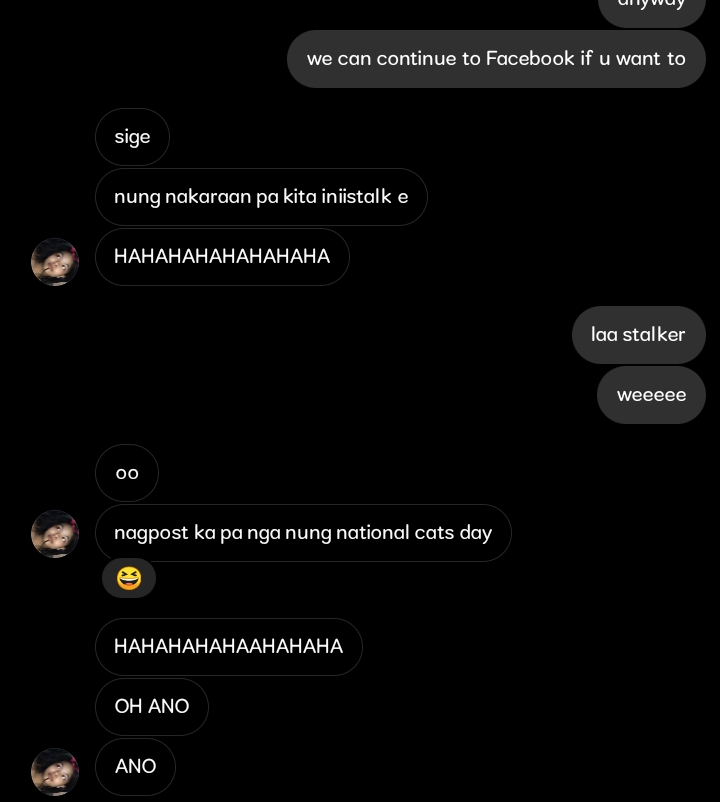 anyway
we can continue to Facebook if u want to
sige
nung nakaraan pa kita iniistalk e
HAHAHAHAHAHAHAHA
laa stalker
weeeee
oo
nagpost ka pa nga nung national cats day
😆
HAHAHAHAHAAHAHAHA
OH ANO
ANO